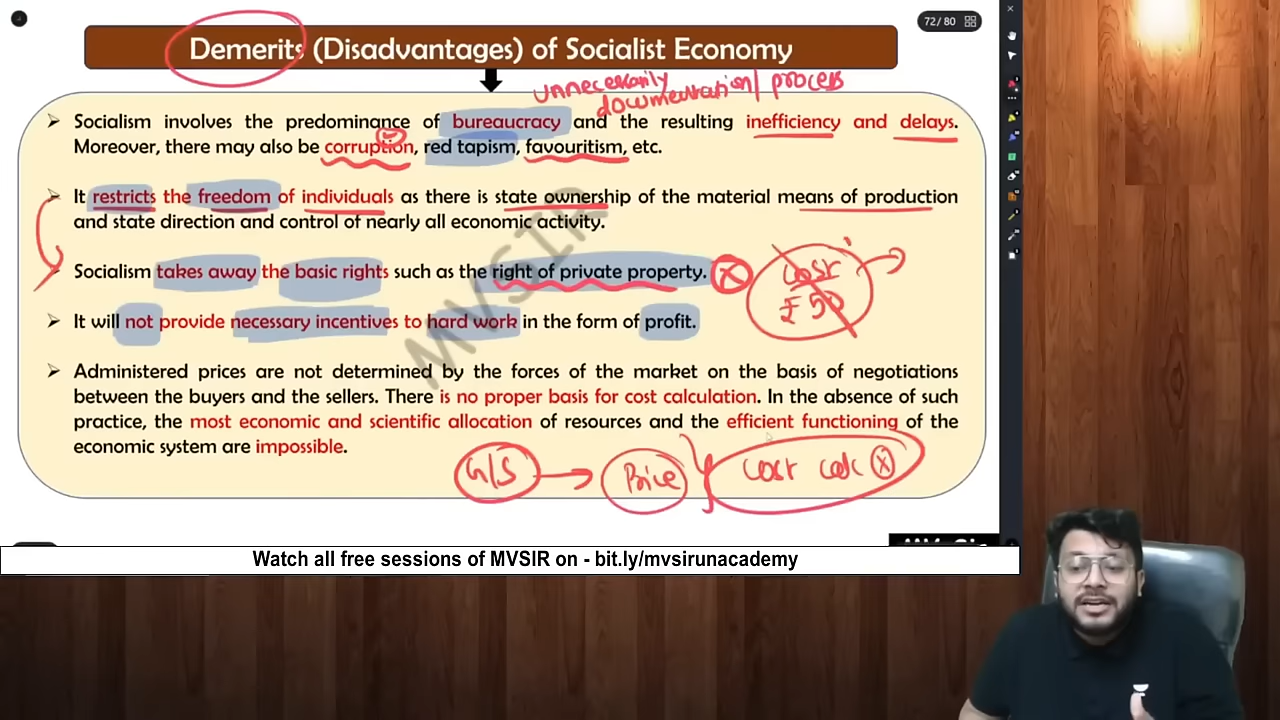 72/ 80
Demerits (Disadvantages) of Socialist Economy
unnecessarily
documentation/ process
Socialism involves the predominance of bureaucracy and the resulting inefficiency and delays.
Moreover, there may also be corruption, red tapism, favouritism, etc.
It restricts the freedom of individuals as there is state ownership of the material means of production
and state direction and control of nearly all economic activity.
Socialism takes away the basic rights such as the right of private property.
Cost
₹ 50
It will not provide necessary incentives to hard work in the form of profit.
Administered prices are not determined by the forces of the market on the basis of negotiations
between the buyers and the sellers. There is no proper basis for cost calculation. In the absence of such
practice, the most economic and scientific allocation of resources and the efficient functioning of the
economic system are impossible.
G/S
Price
Cost calc
MVSIR
Watch all free sessions of MVSIR on - bit.ly/mvsirunacademy